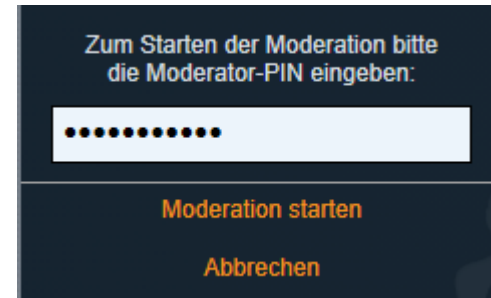 Zum Starten der Moderation bitte
die Moderator-PIN eingeben:
•••••••••••
Moderation starten
Abbrechen